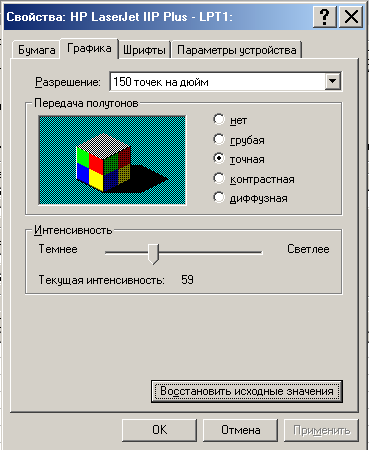 Свойства: HP LaserJet IIP Plus - LPT1:
Бумага Графика Шрифты Параметры устройства
Разрешение: 150 точек на дюйм
Передача полутонов
нет
грубая
точная
контрастная
диффузная
Интенсивность
Темнее Светлее
Текущая интенсивность: 59
Восстановить исходные значения
OK Отмена Применить